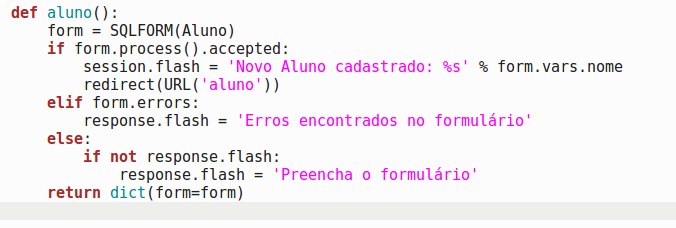 def aluno():
    form = SQLFORM(Aluno)
    if form.process().accepted:
        session.flash = 'Novo Aluno cadastrado: %s' % form.vars.nome
        redirect(URL('aluno'))
    elif form.errors:
        response.flash = 'Erros encontrados no formulário'
    else:
        if not response.flash:
            response.flash = 'Preencha o formulário'
    return dict(form=form)